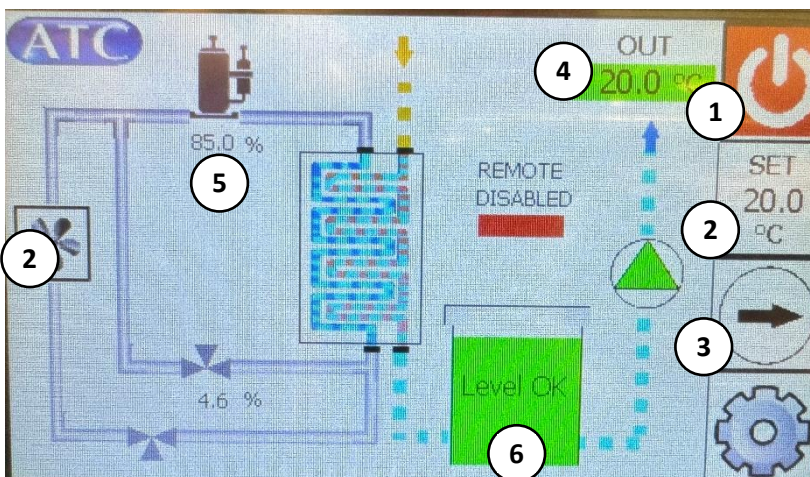 ATC
OUT
4
20.0 °C
1
85.0 %
5
REMOTE
DISABLED
SET
20.0
°C
2
2
3
4.6 %
Level OK
6